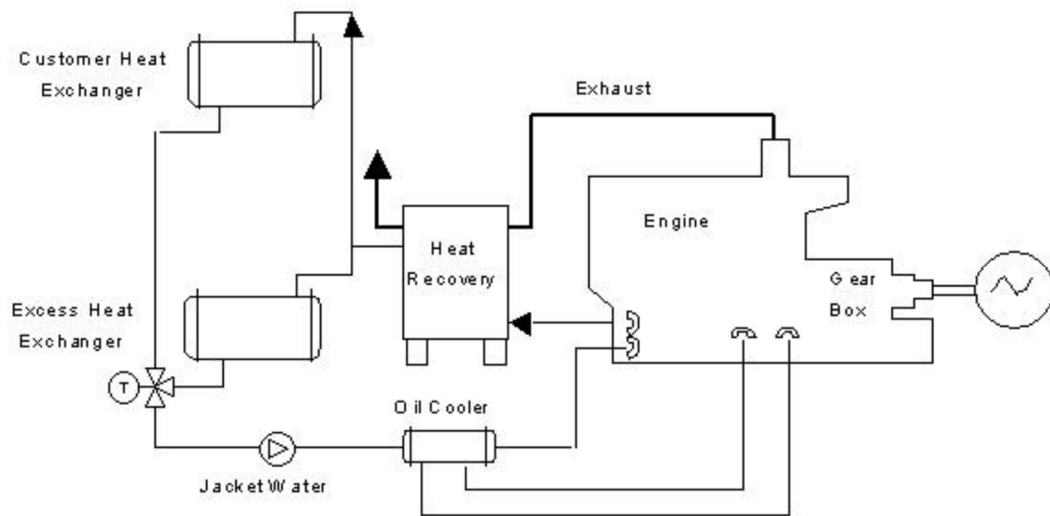 Customer Heat
Exchanger
Exhaust
Engine
Heat
Recovery
Gear
Box
Excess Heat
Exchanger
T
Oil Cooler
Jacket Water